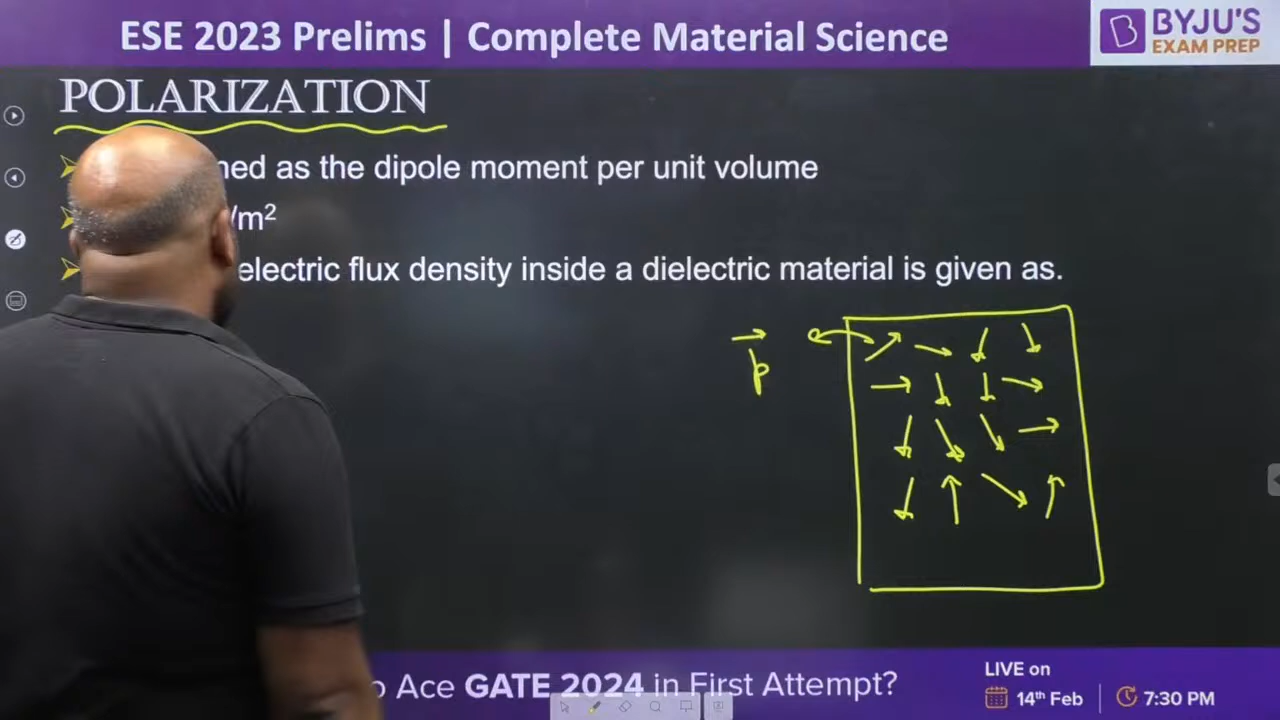 ESE 2023 Prelims | Complete Material Science
BYJU'S
EXAM PREP
POLARIZATION
as the dipole moment per unit volume
/m²
electric flux density inside a dielectric material is given as.
p
Ace GATE 2024 in First Attempt?
LIVE on
14th Feb
7:30 PM